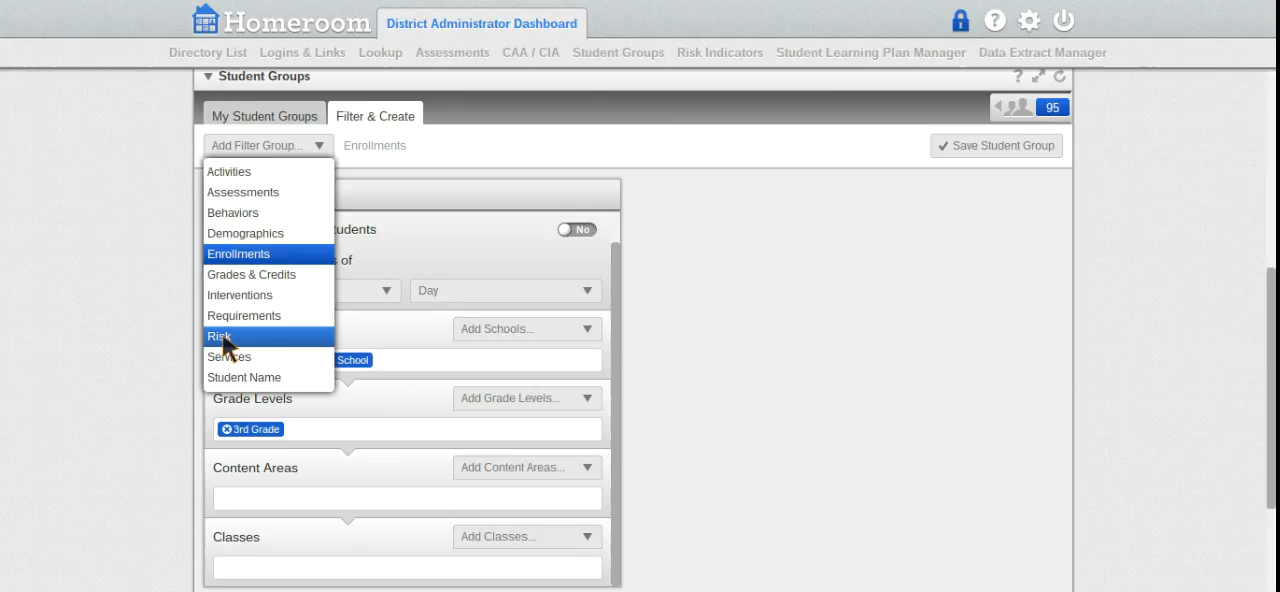 Homeroom
District Administrator Dashboard
Directory List Logins & Links Lookup Assessments CAA / CIA Student Groups Risk Indicators Student Learning Plan Manager Data Extract Manager
Student Groups
My Student Groups Filter & Create 95
Add Filter Group... Enrollments Save Student Group
Activities
Assessments
Behaviors
Demographics
Enrollments
Grades & Credits
Interventions
Requirements
Risk
Services
Student Name
udents No
s of
Day
Add Schools...
School
Grade Levels Add Grade Levels...
3rd Grade
Content Areas Add Content Areas...
Classes Add Classes...